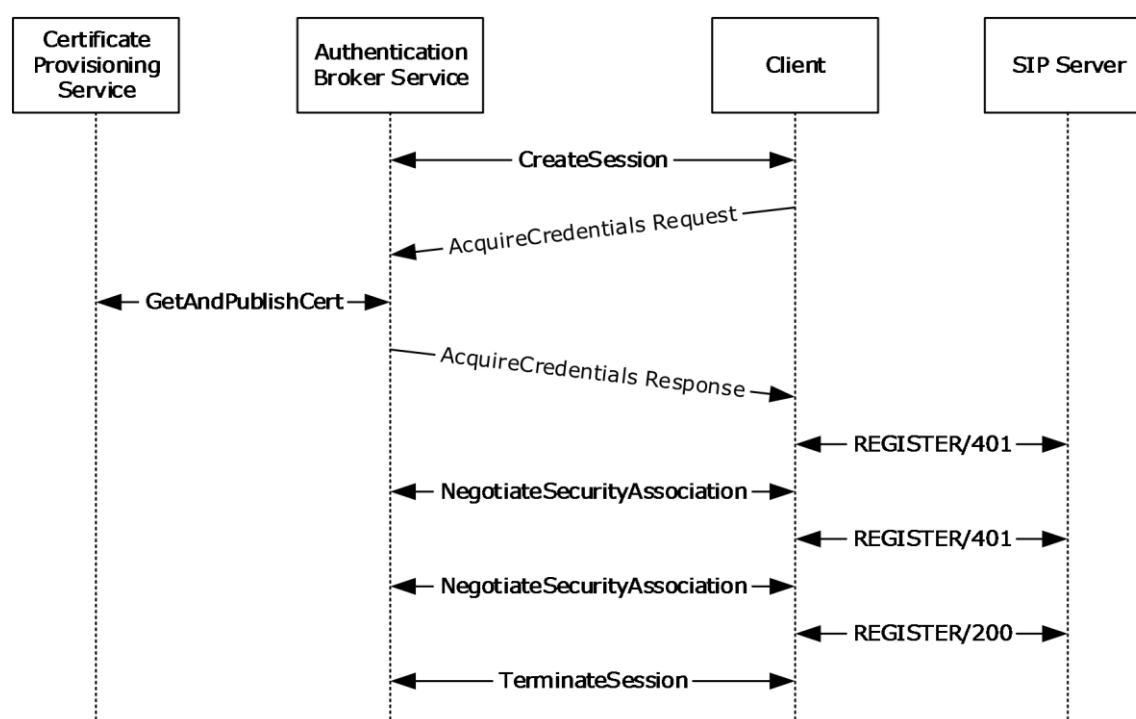 Certificate
Provisioning
Service
Authentication
Broker Service
Client
SIP Server
CreateSession
AcquireCredentials Request
GetAndPublishCert
AcquireCredentials Response
REGISTER/401
NegotiateSecurityAssociation
REGISTER/401
NegotiateSecurityAssociation
REGISTER/200
TerminateSession